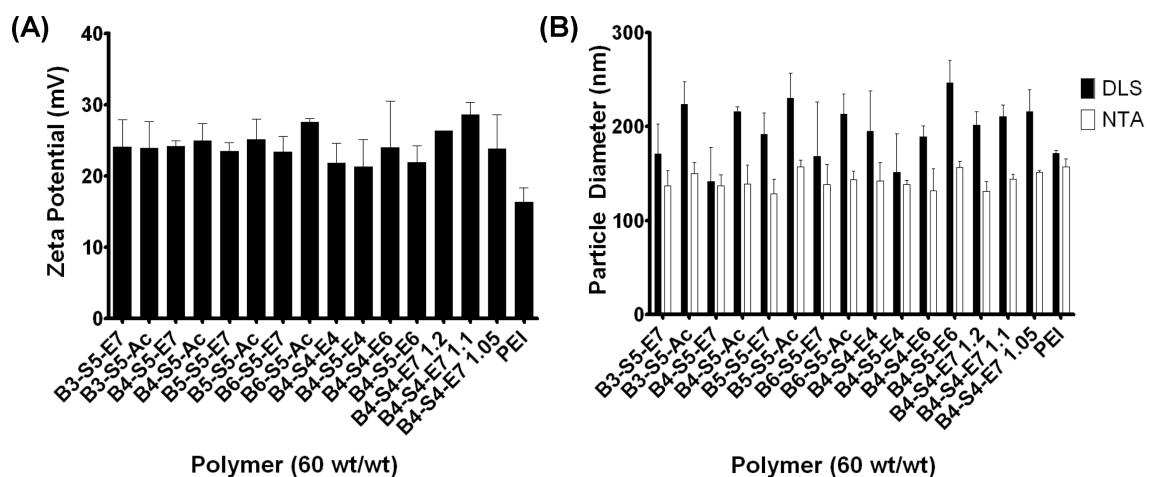 (A)
Zeta Potential (mV)
40
30
20
10
0
B3-S5-E7
B3-S5-Ac
B4-S5-E7
B4-S5-Ac
B5-S5-E7
B5-S5-Ac
B6-S5-E7
B6-S5-Ac
B4-S4-E4
B4-S5-E4
B4-S4-E6
B4-S5-E6
B4-S4-E7 1.2
B4-S4-E7 1.1
B4-S4-E7 1.05
PEI
Polymer (60 wt/wt)
(B)
Particle Diameter (nm)
300
200
100
0
B3-S5-E7
B3-S5-Ac
B3-S5-E7
B4-S5-Ac
B5-S5-E7
B5-S5-Ac
B6-S5-E7
B6-S5-Ac
B4-S4-E4
B4-S5-E4
B4-S4-E6
B4-S5-E6
B4-S4-E7 1.2
B4-S4-E7 1.1
B4-S4-E7 1.05
PEI
Polymer (60 wt/wt)
DLS
NTA